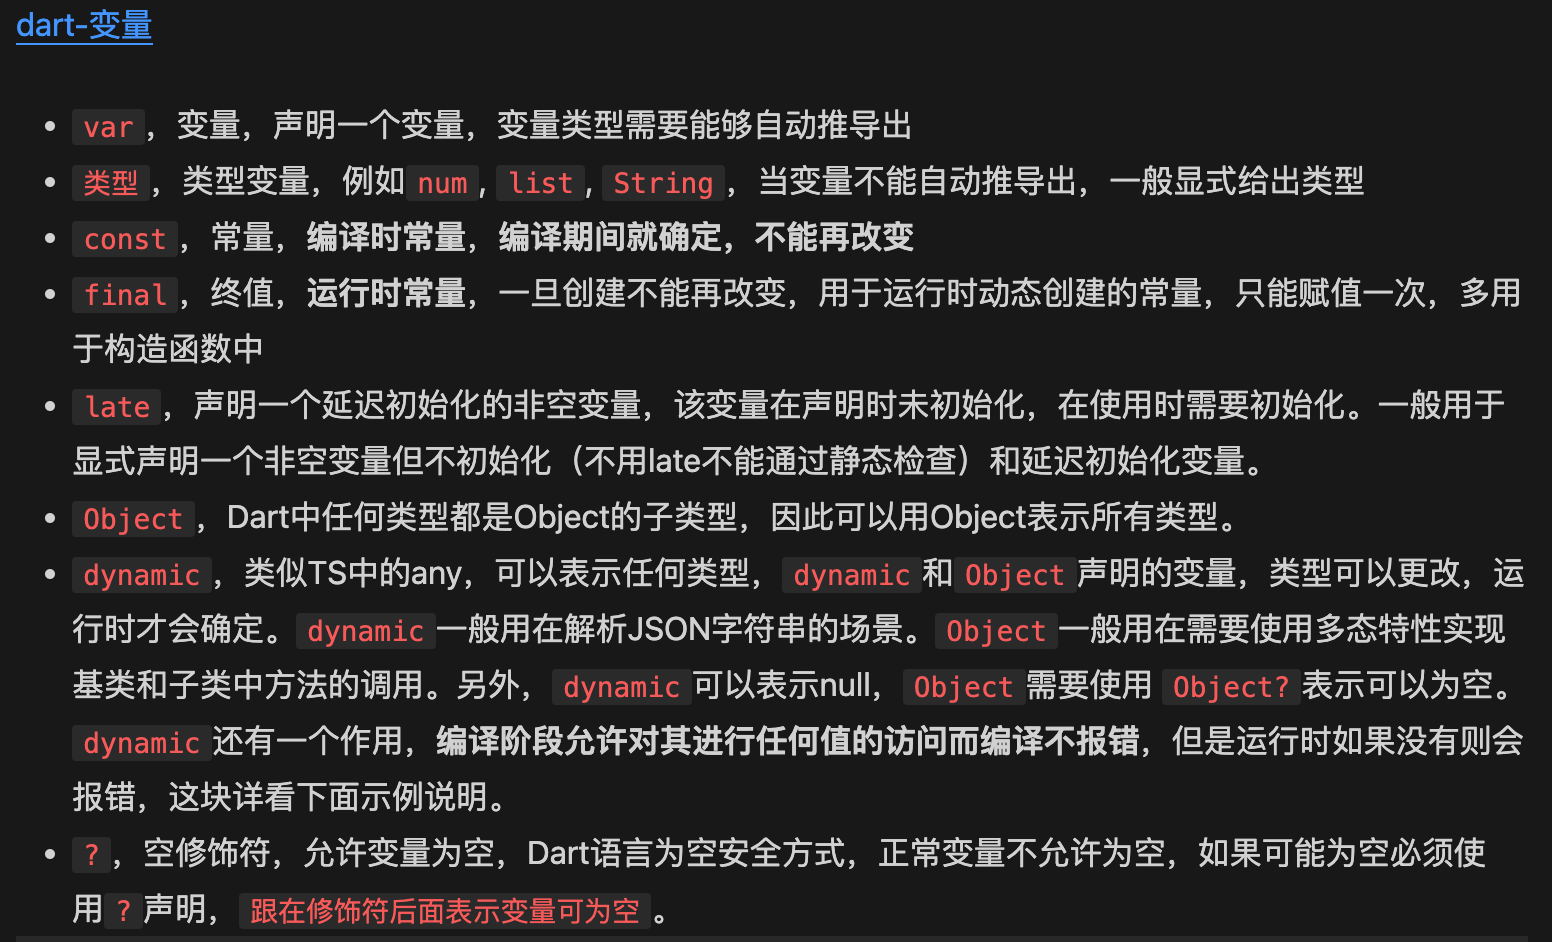 dart-变量
var，变量，声明一个变量，变量类型需要能够自动推导出
类型，类型变量，例如num, list, String，当变量不能自动推导出，一般显式给出类型
const，常量，编译时常量，编译期间就确定，不能再改变
final，终值，运行时常量，一旦创建不能再改变，用于运行时动态创建的常量，只能赋值一次，多用
于构造函数中
late，声明一个延迟初始化的非空变量，该变量在声明时未初始化，在使用时需要初始化。一般用于
显式声明一个非空变量但不初始化（不用late不能通过静态检查）和延迟初始化变量。
Object，Dart中任何类型都是Object的子类型，因此可以用Object表示所有类型。
dynamic，类似TS中的any，可以表示任何类型，dynamic和Object声明的变量，类型可以更改，运
行时才会确定。dynamic一般用在解析JSON字符串的场景。Object一般用在需要使用多态特性实现
基类和子类中方法的调用。另外，dynamic可以表示null，Object需要使用 Object?表示可以为空。
dynamic还有一个作用，编译阶段允许对其进行任何值的访问而编译不报错，但是运行时如果没有则会
报错，这块详看下面示例说明。
?，空修饰符，允许变量为空，Dart语言为空安全方式，正常变量不允许为空，如果可能为空必须使
用?声明，跟在修饰符后面表示变量可为空。